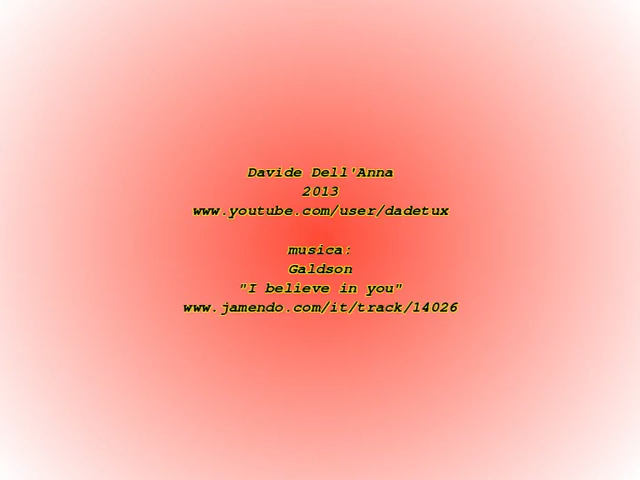 Davide Dell'Anna
2013
www.youtube.com/user/dadetux
musica:
Galdson
"I believe in you"
www.jamendo.com/it/track/14026